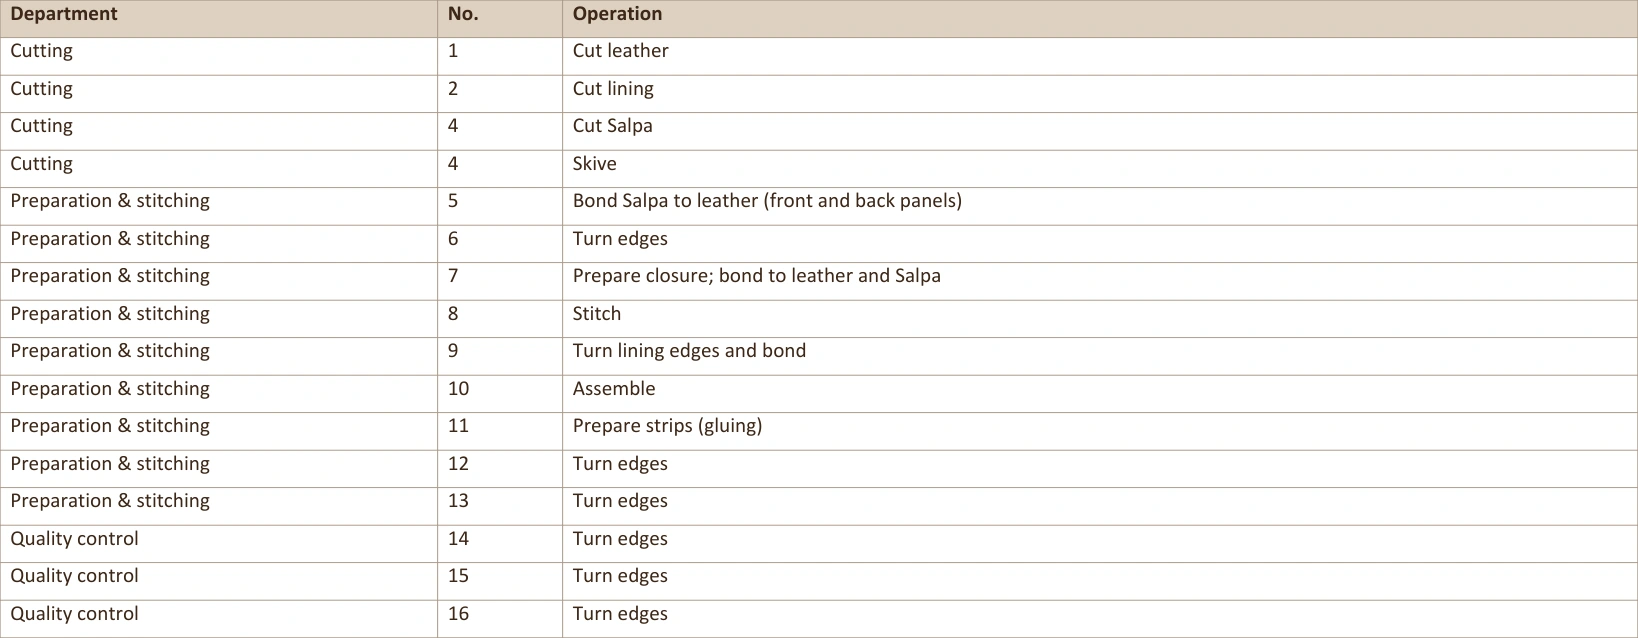 Department No. Operation
Cutting 1 Cut leather
Cutting 2 Cut lining
Cutting 4 Cut Salpa
Cutting 4 Skive
Preparation & stitching 5 Bond Salpa to leather (front and back panels)
Preparation & stitching 6 Turn edges
Preparation & stitching 7 Prepare closure; bond to leather and Salpa
Preparation & stitching 8 Stitch
Preparation & stitching 9 Turn lining edges and bond
Preparation & stitching 10 Assemble
Preparation & stitching 11 Prepare strips (gluing)
Preparation & stitching 12 Turn edges
Preparation & stitching 13 Turn edges
Quality control 14 Turn edges
Quality control 15 Turn edges
Quality control 16 Turn edges